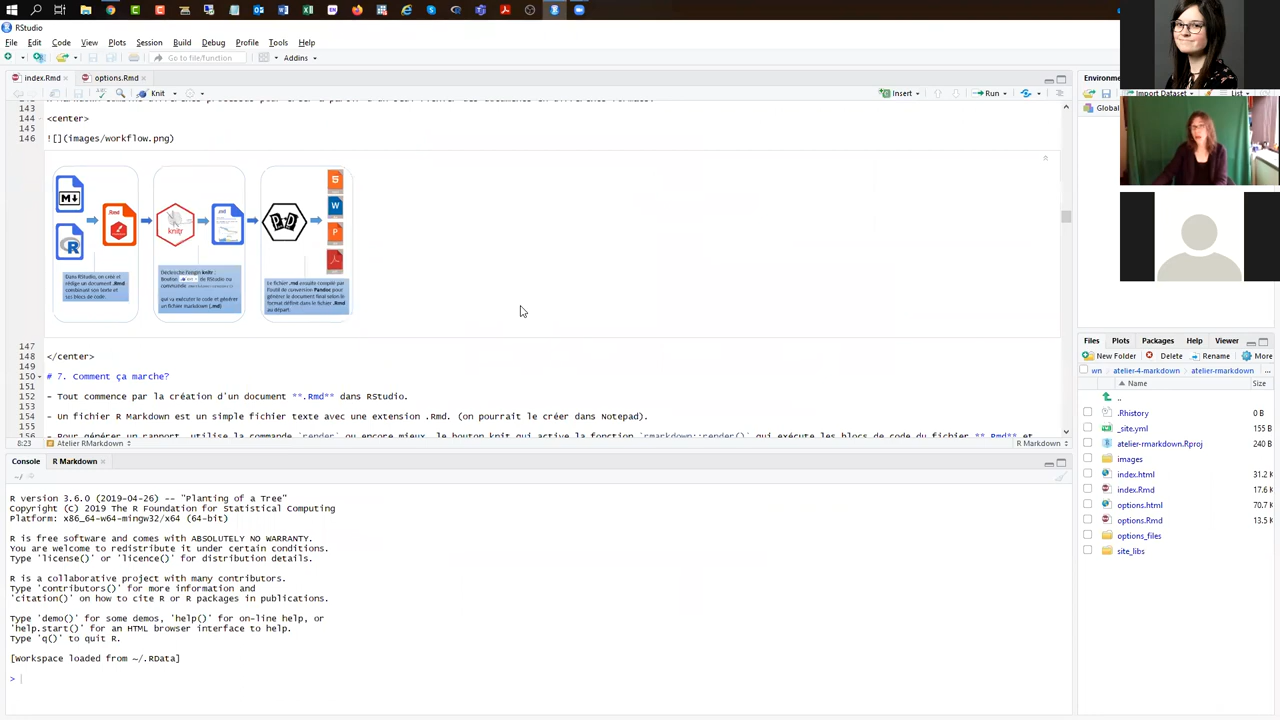 RStudio
File Edit Code View Plots Session Build Debug Profile Tools Help
Go to file/function
Addins
index.Rmd options.Rmd
Knit
Insert
Run
143
144 <center>
145
146 ![](images/workflow.png)
Dans RStudio, on crée et
rédige un document .Rmd
combinant son texte et
ses blocs de code.
Déclenche l'engin knitr :
Bouton de RStudio ou
qui va exécuter le code et générer
un fichier markdown (.md)
Le fichier .md ensuite compilé par
l'outil de conversion Pandoc pour
générer le document final selon le
format définit dans le fichier .Rmd
au départ.
147
148 </center>
149
150 # 7. Comment ça marche?
151
152 - Tout commence par la création d'un document **.Rmd** dans RStudio.
153
154 - Un fichier R Markdown est un simple fichier texte avec une extension .Rmd. (on pourrait le créer dans Notepad).
155
156 - Pour générer un rapport, utilise la commande `render` ou encore mieux, le bouton knit qui active la fonction `rmarkdown::render()` qui exécute les blocs de code du fichier **.Rmd** et
8:23 Atelier RMarkdown
R Markdown
Console R Markdown
~/
R version 3.6.0 (2019-04-26) -- "Planting of a Tree"
Copyright (C) 2019 The R Foundation for Statistical Computing
Platform: x86_64-w64-mingw32/x64 (64-bit)
R is free software and comes with ABSOLUTELY NO WARRANTY.
You are welcome to redistribute it under certain conditions.
Type 'license()' or 'licence()' for distribution details.
R is a collaborative project with many contributors.
Type 'contributors()' for more information and
'citation()' on how to cite R or R packages in publications.
Type 'demo()' for some demos, 'help()' for on-line help, or
'help.start()' for an HTML browser interface to help.
Type 'q()' to quit R.
[Workspace loaded from ~/.RData]
>
Environme
Import Dataset List
Global
Files Plots Packages Help Viewer
New Folder Delete Rename More
wn atelier-4-markdown atelier-rmarkdown ...
Name Size
..
.Rhistory 0 B
_site.yml 155 B
atelier-rmarkdown.Rproj 240 B
images
index.html 31.2 K
index.Rmd 17.6 K
options.html 70.7 K
options.Rmd 13.5 K
options_files
site_libs